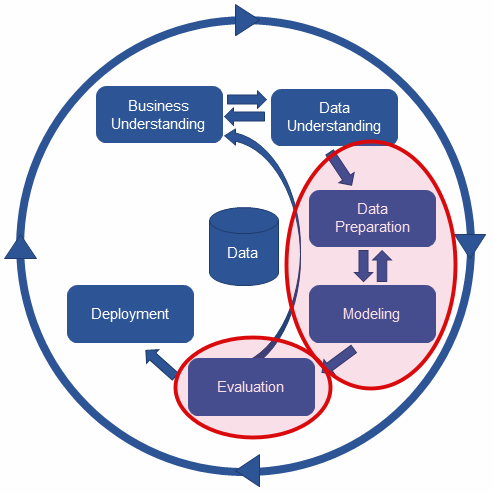 Business
Understanding
Data
Understanding
Data
Preparation
Data
Modeling
Deployment
Evaluation